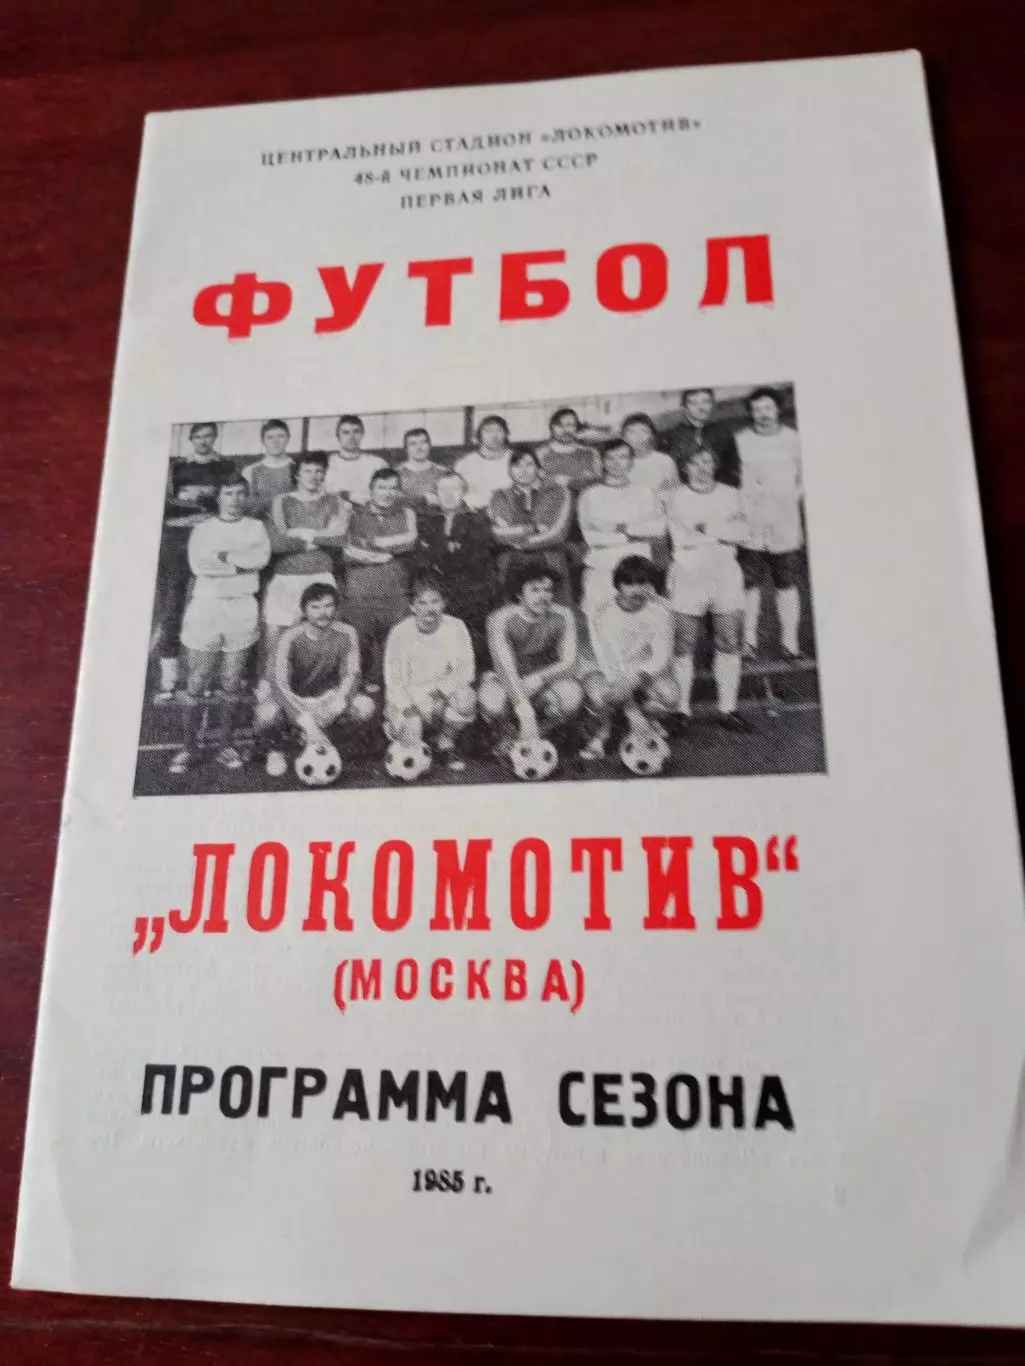 ЦЕНТРАЛЬНЫЙ СТАДИОН «ЛОКОМОТИВ»
48-й ЧЕМПИОНАТ СССР
ПЕРВАЯ ЛИГА
ФУТБОЛ
„ЛОКОМОТИВ“
(МОСКВА)
ПРОГРАММА СЕЗОНА
1985 г.